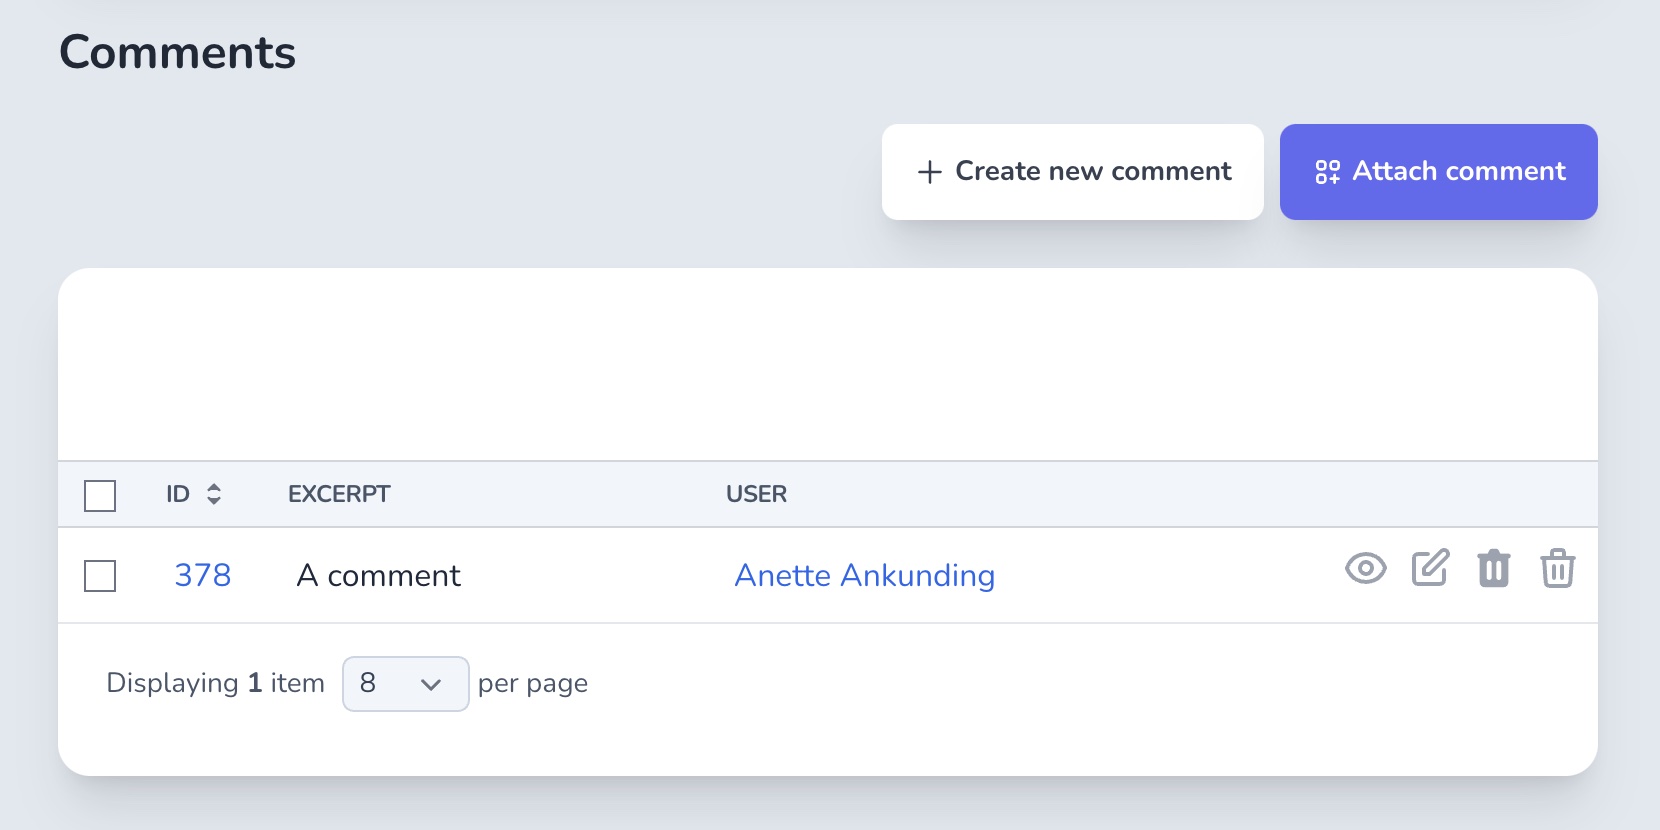 Comments
Create new comment
Attach comment
ID EXCERPT USER
378 A comment Anette Ankunding
Displaying 1 item 8 per page